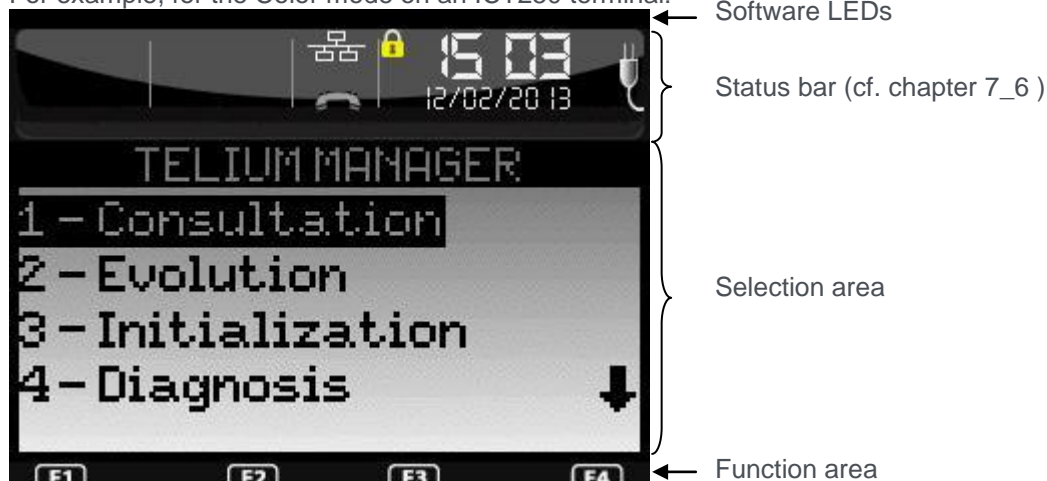 For example, for the Color mode on an ICT250 terminal:
Software LEDs
15 03
12/02/2013
Status bar (cf. chapter 7_6 )
TELIUM MANAGER
1-Consultation
2-Evolution
3-Initialization
4-Diagnosis
Selection area
F1 F2 F3 F4
Function area